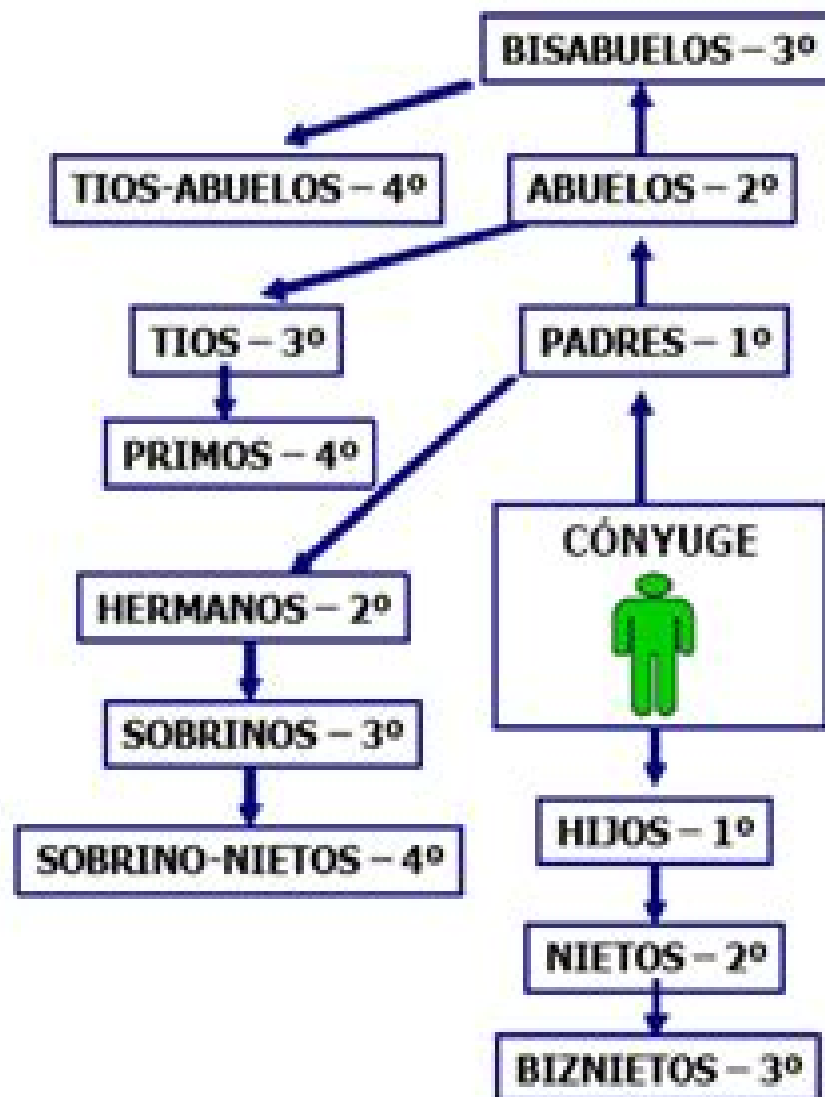 BISABUELOS – 3º
TIOS-ABUELOS – 4º
ABUELOS – 2º
TIOS – 3º
PADRES – 1º
PRIMOS – 4º
CÓNYUGE
HERMANOS – 2º
SOBRINOS – 3º
HIJOS – 1º
SOBRINO-NIETOS – 4º
NIETOS – 2º
BIZNIETOS – 3º